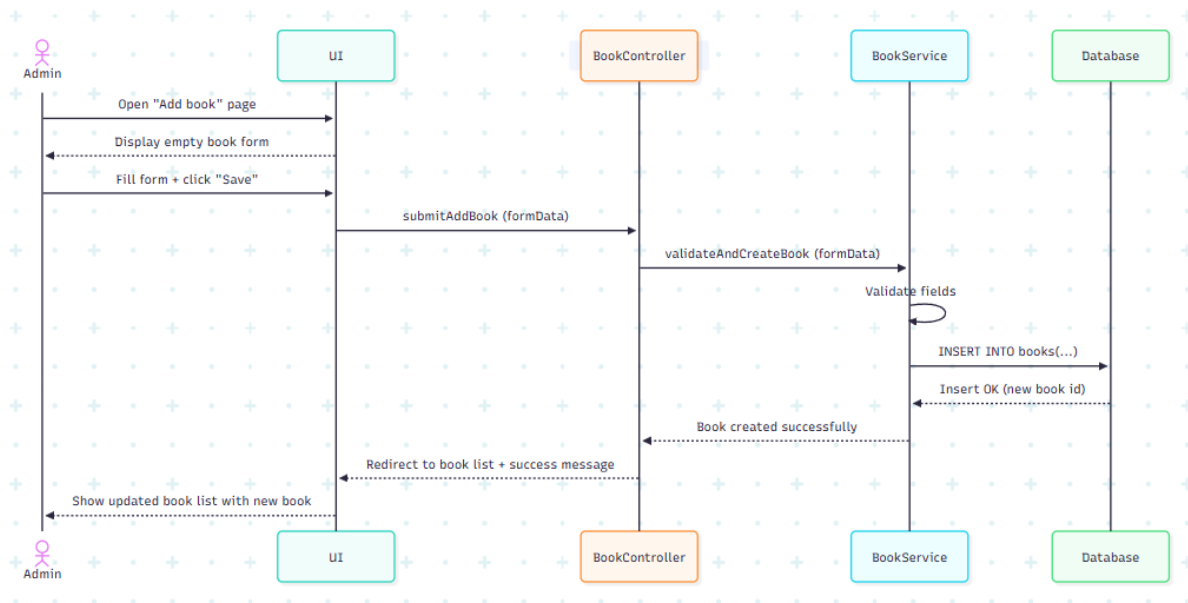 Admin
UI
BookController
BookService
Database
Open "Add book" page
Display empty book form
Fill form + click "Save"
submitAddBook (formData)
validateAndCreateBook (formData)
Validate fields
INSERT INTO books(...)
Insert OK (new book id)
Book created successfully
Redirect to book list + success message
Show updated book list with new book
Admin
UI
BookController
BookService
Database